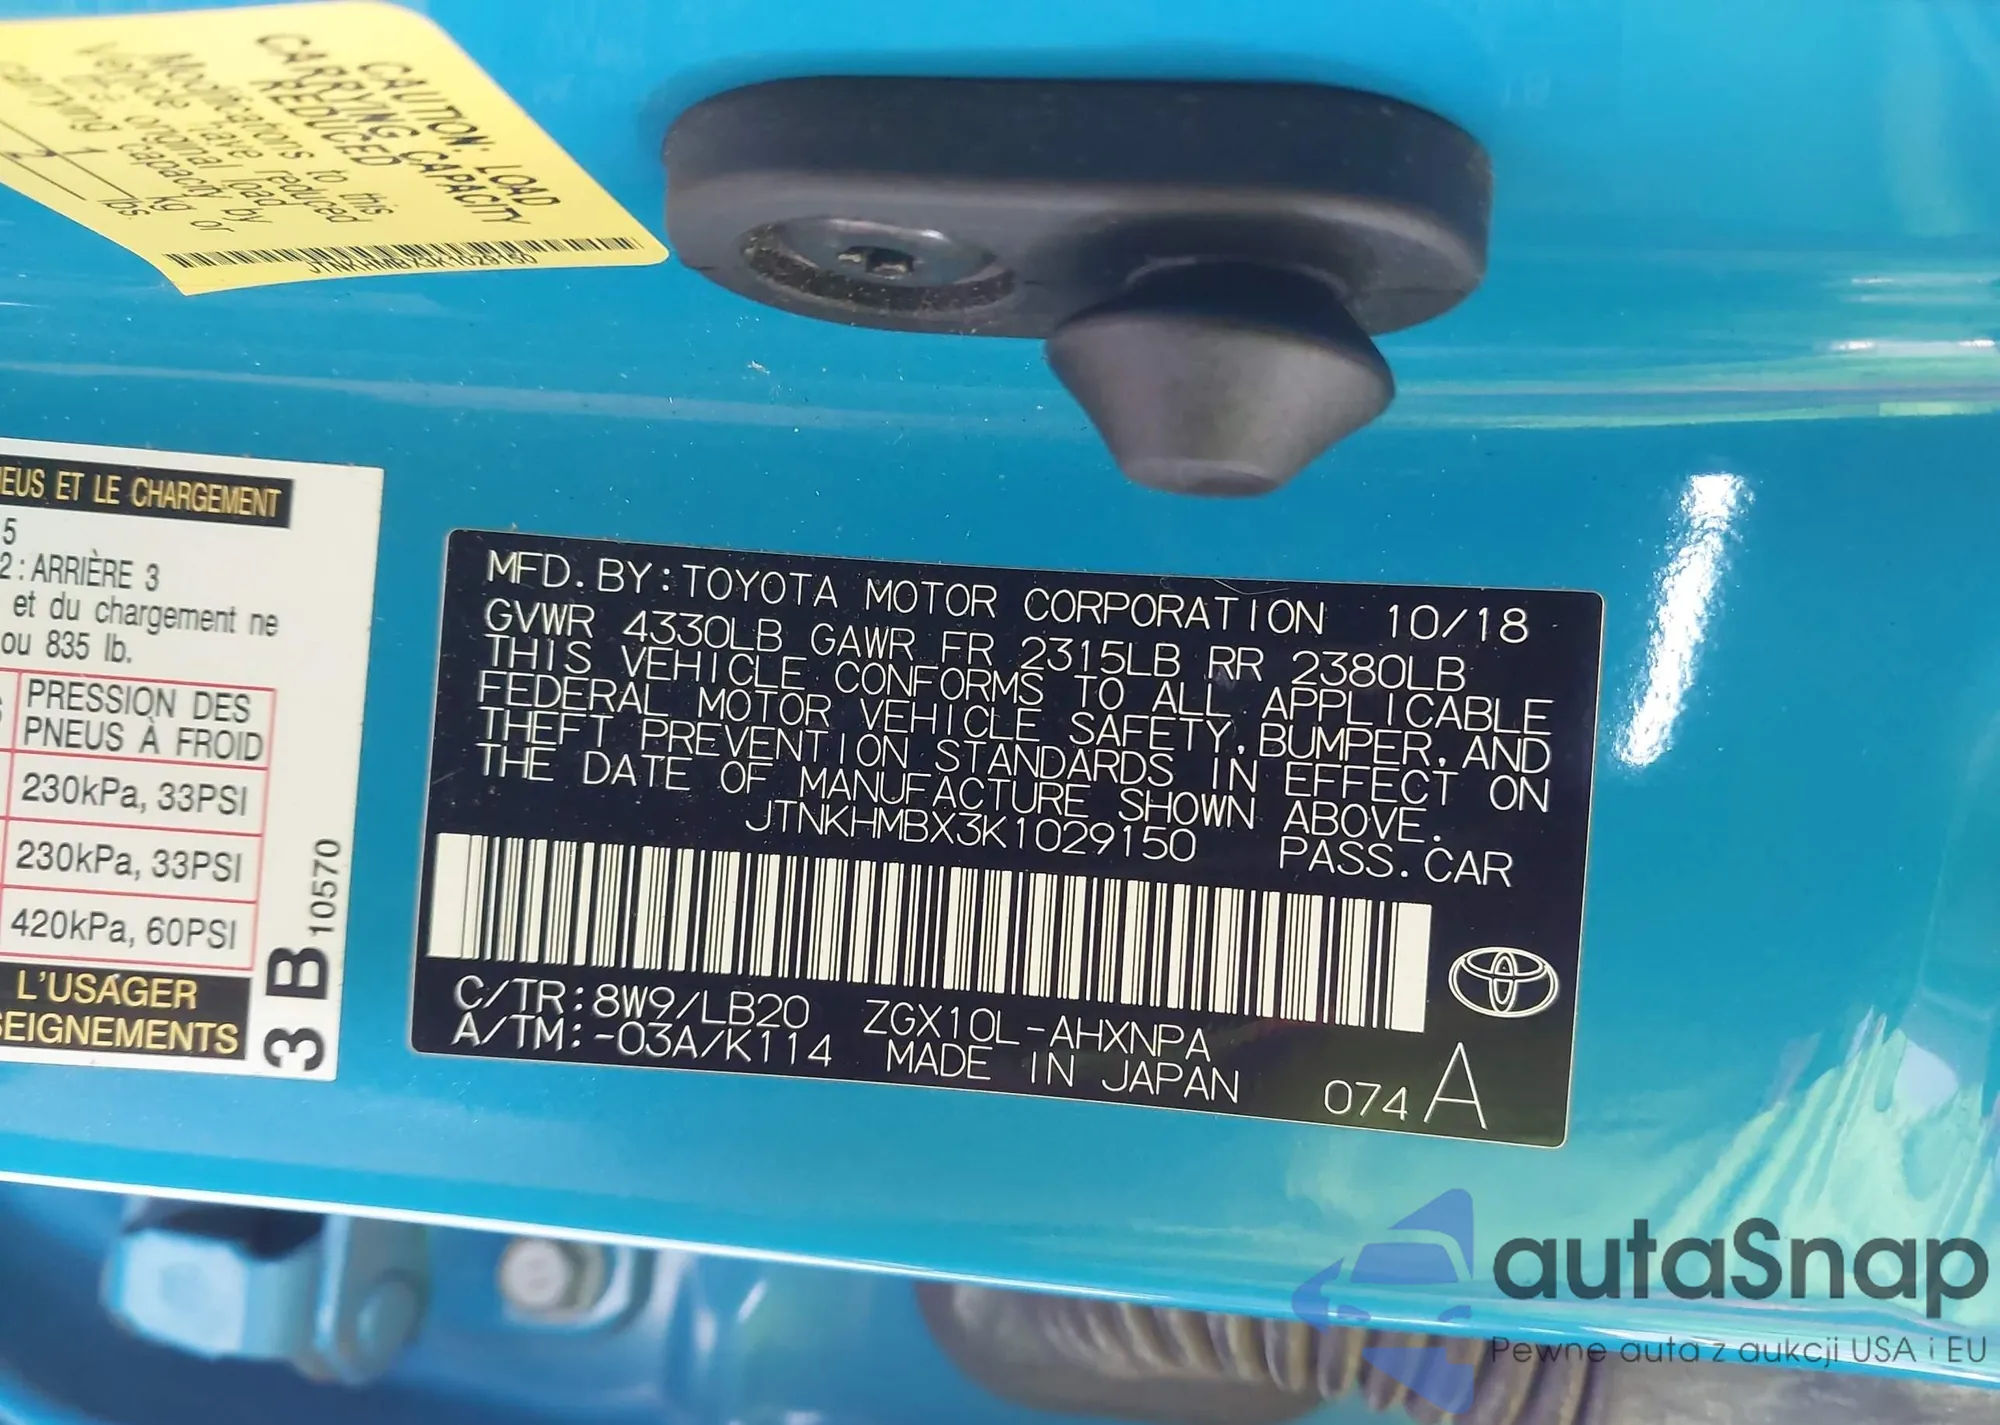 CAUTION, LOAD
CARRYING CAPACITY
REDUCED
Modifications to this
vehicle have reduced
original load
carrying capacity by
kg or
lbs.
JTNKHMBX3K1029150
NEUS ET LE CHARGEMENT
5
2 : ARRIÈRE 3
et du chargement ne
ou 835 lb.
PRESSION DES
PNEUS À FROID
230kPa, 33PSI
230kPa, 33PSI
420kPa, 60PSI
L'USAGER
SEIGNEMENTS
3 B 10570
MFD. BY: TOYOTA MOTOR CORPORATION 10/18
GVWR 4330LB GAWR FR 2315LB RR 2380LB
THIS VEHICLE CONFORMS TO ALL APPLICABLE
FEDERAL MOTOR VEHICLE SAFETY, BUMPER, AND
THEFT PREVENTION STANDARDS IN EFFECT ON
THE DATE OF MANUFACTURE SHOWN ABOVE.
JTNKHMBX3K1029150 PASS. CAR
C/TR: 8W9/LB20 ZGX10L-AHXNPA
A/TM: -03A/K114 MADE IN JAPAN 074 A
autaSnap
Pewne auta z aukcji USA i EU